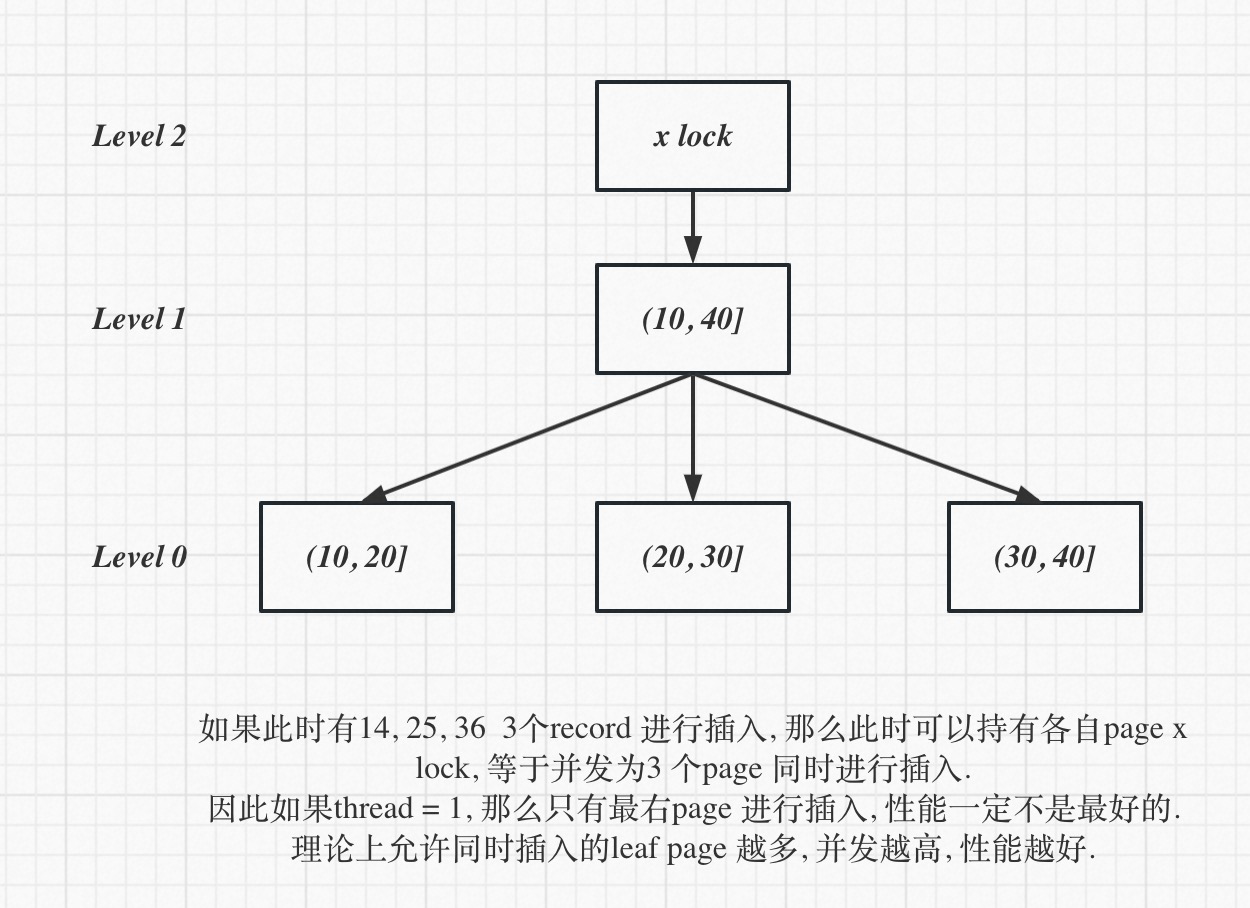 Level 2
x lock
Level 1
(10, 40]
Level 0
(10, 20]
(20, 30]
(30, 40]
如果此时有14, 25, 36  3个record 进行插入, 那么此时可以持有各自page x
lock, 等于并发为3 个page 同时进行插入.
因此如果thread = 1, 那么只有最右page 进行插入, 性能一定不是最好的.
理论上允许同时插入的leaf page 越多, 并发越高, 性能越好.